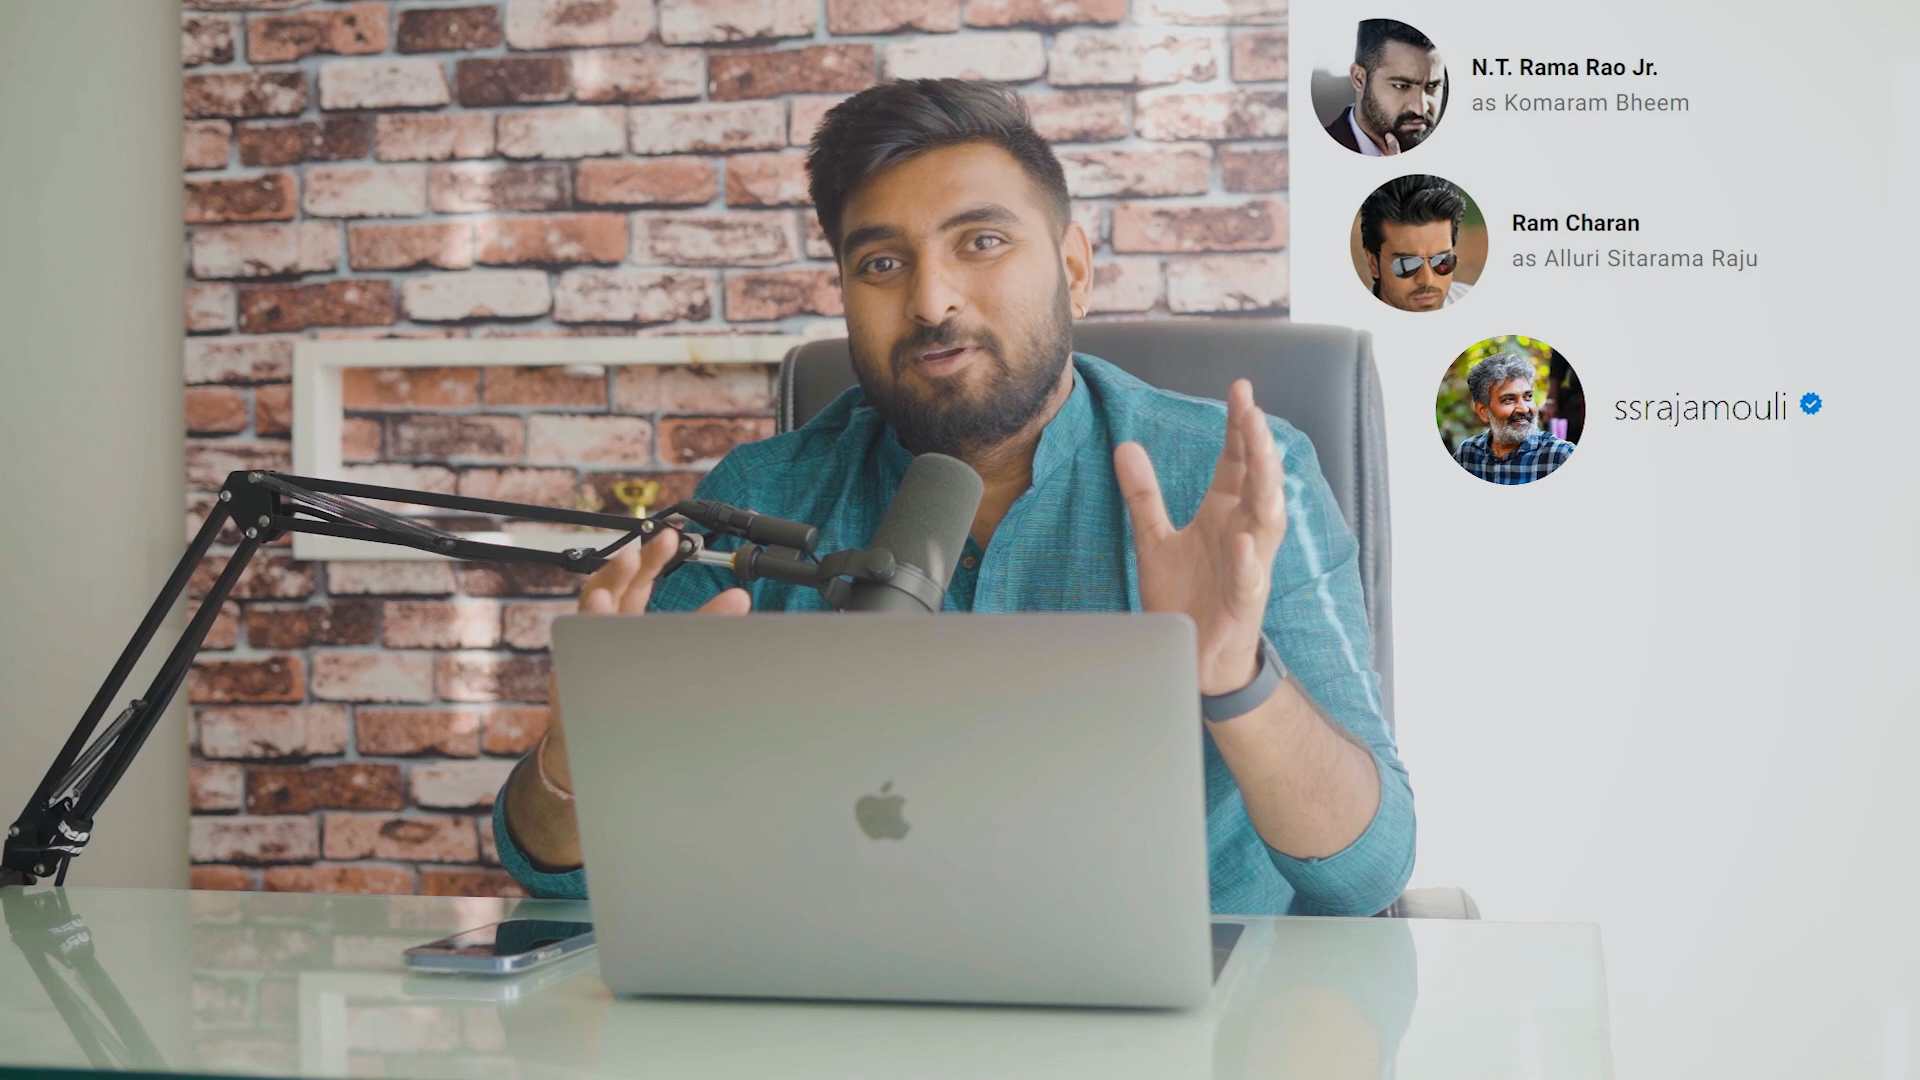 N.T. Rama Rao Jr.
as Komaram Bheem
Ram Charan
as Alluri Sitarama Raju
ssrajamouli